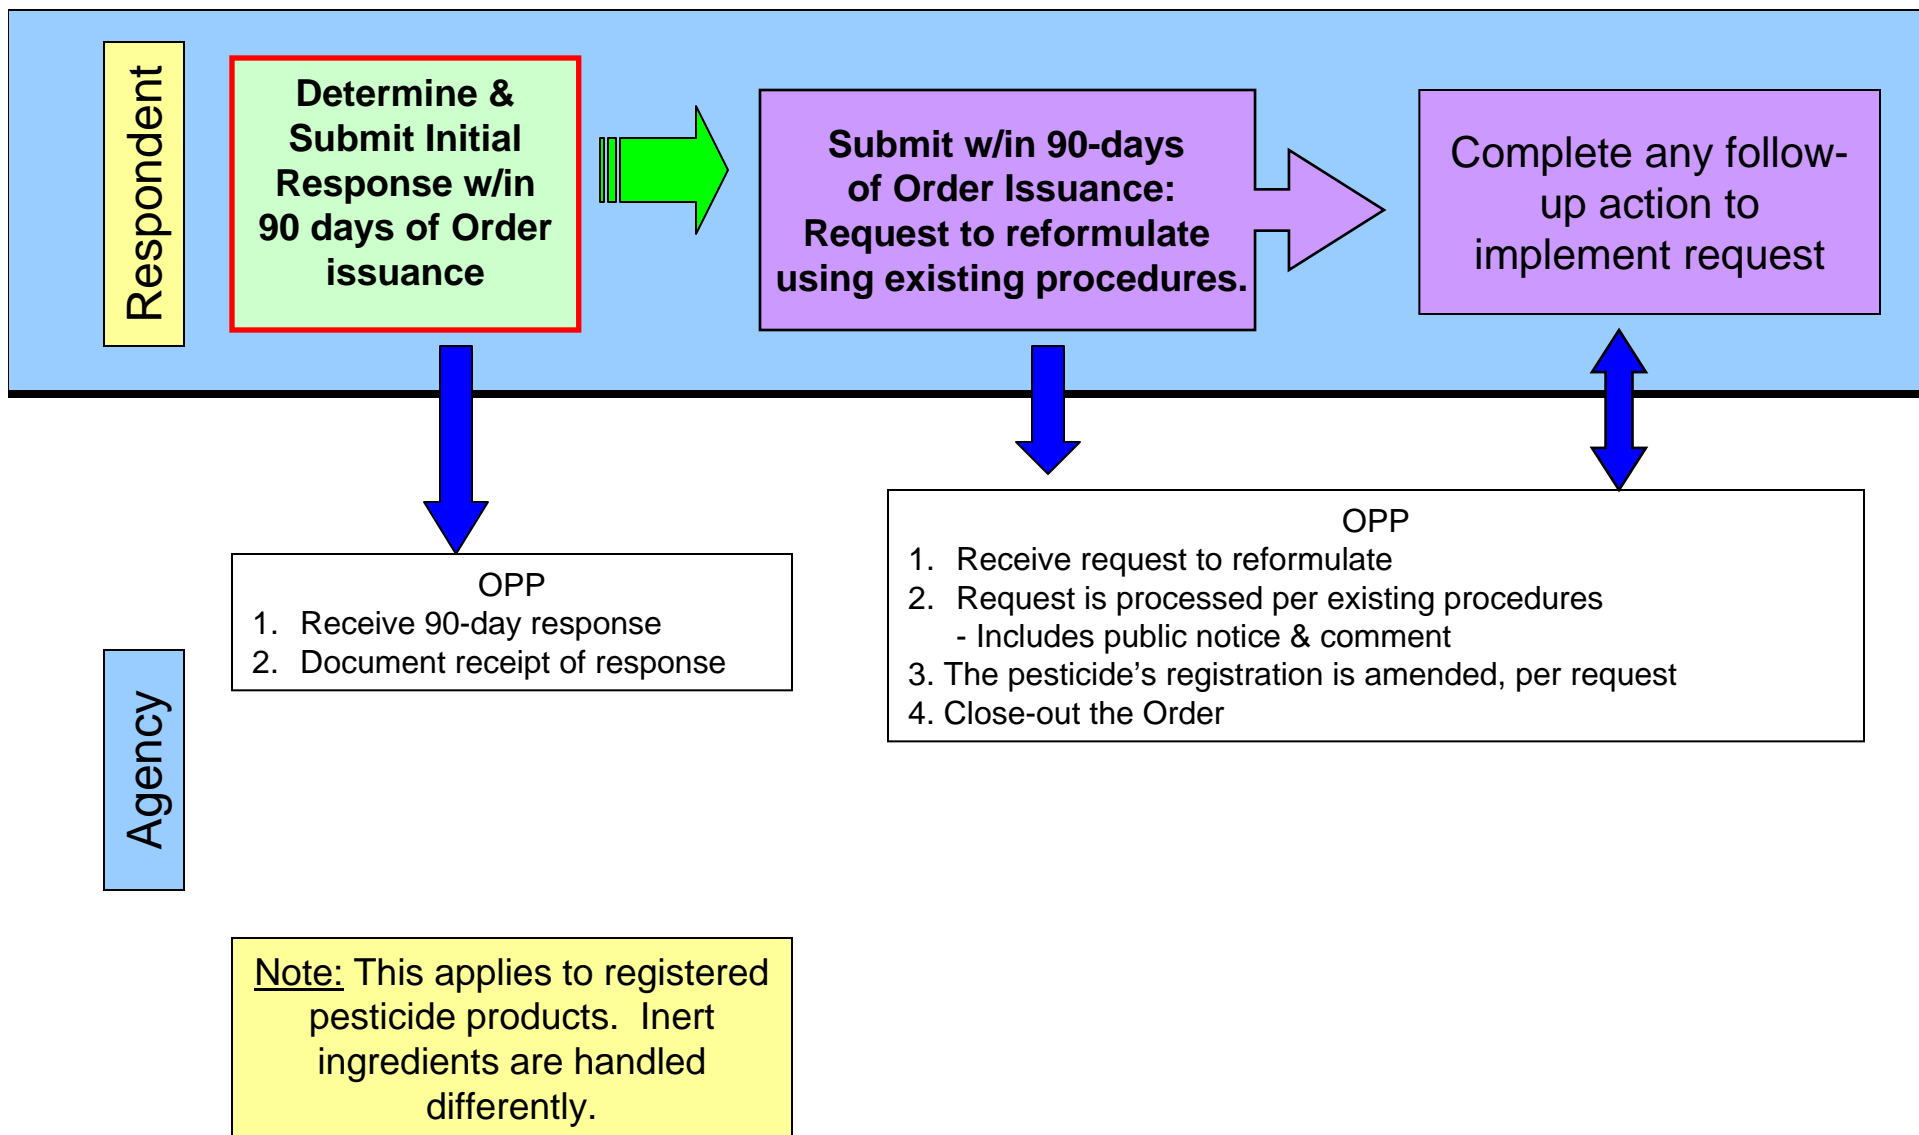 Respondent
Determine &
Submit Initial
Response w/in
90 days of Order
issuance
Submit w/in 90-days
of Order Issuance:
Request to reformulate
using existing procedures.
Complete any follow-
up action to
implement request
Agency
OPP
1. Receive 90-day response
2. Document receipt of response
OPP
1. Receive request to reformulate
2. Request is processed per existing procedures
- Includes public notice & comment
3. The pesticide’s registration is amended, per request
4. Close-out the Order
Note: This applies to registered
pesticide products.  Inert
ingredients are handled
differently.